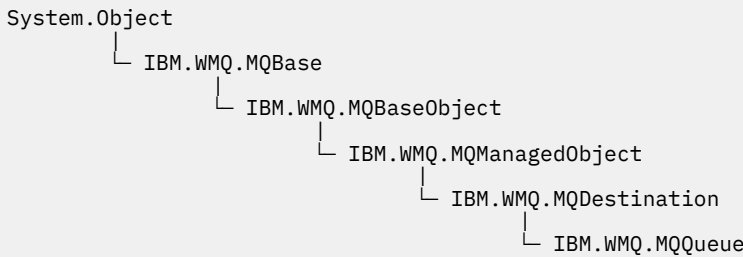 System.Object
IBM.WMQ.MQBase
IBM.WMQ.MQBaseObject
IBM.WMQ.MQManagedObject
IBM.WMQ.MQDestination
IBM.WMQ.MQQueue